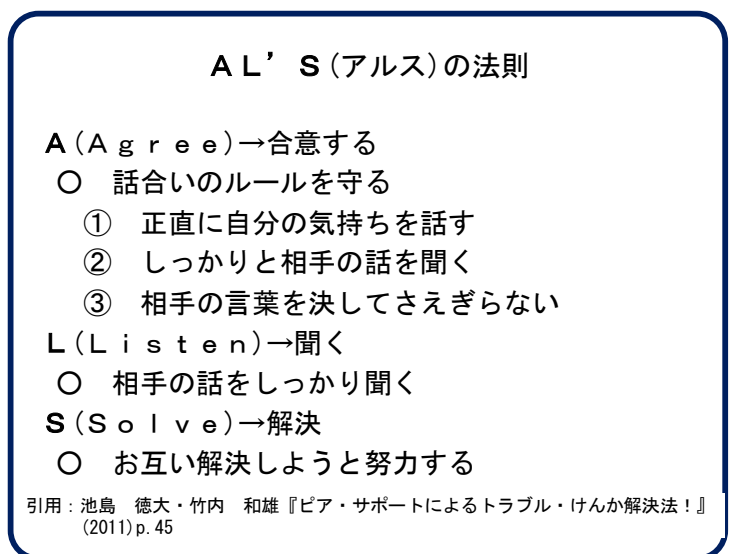 ＡＬ’Ｓ(アルス)の法則
Ａ(Ａｇｒｅｅ)→合意する
○　話合いのルールを守る
①　正直に自分の気持ちを話す
②　しっかりと相手の話を聞く
③　相手の言葉を決してさえぎらない
Ｌ(Ｌｉｓｔｅｎ)→聞く
○　相手の話をしっかり聞く
Ｓ(Ｓｏｌｖｅ)→解決
○　お互い解決しようと努力する
引用：池島　徳大・竹内　和雄『ピア・サポートによるトラブル・けんか解決法！』
(2011)p.45